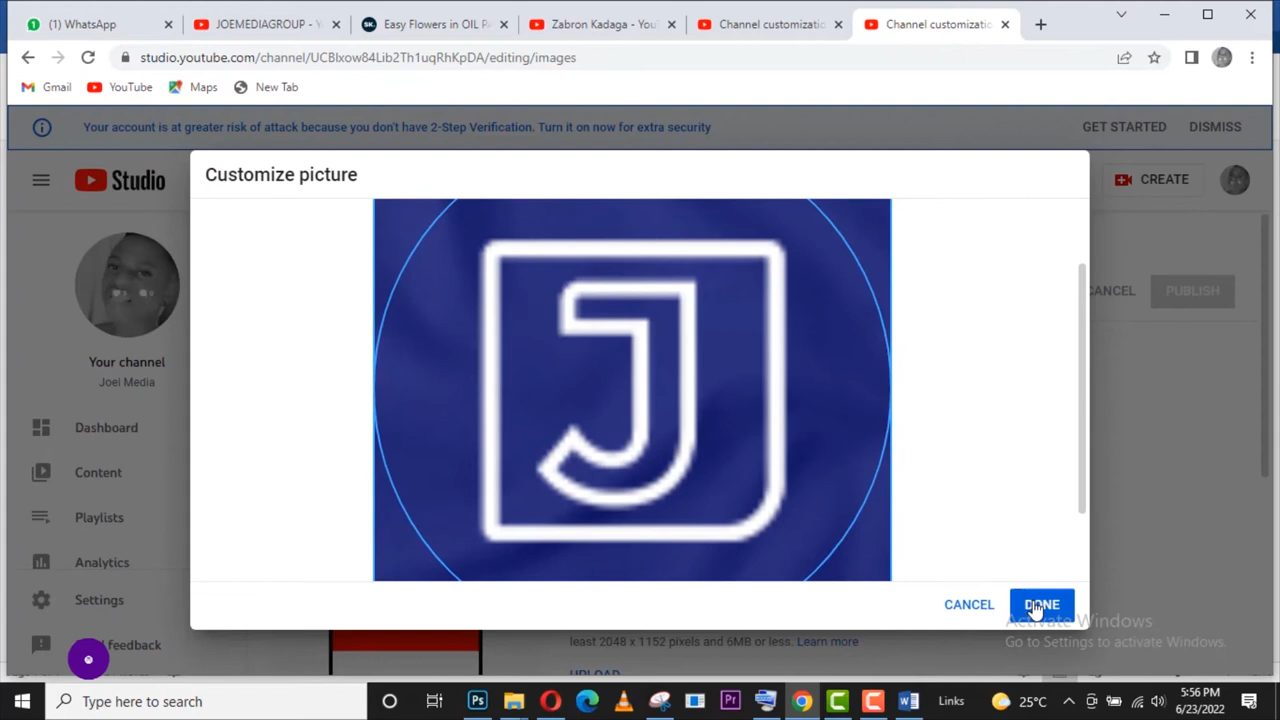 (1) WhatsApp
JOEMEDIAGROUP - Y
Easy Flowers in OIL P
Zabron Kadaga - YouT
Channel customizatio
Channel customizatio
studio.youtube.com/channel/UCBlxow84Lib2Th1uqRhKpDA/editing/images
Gmail
YouTube
Maps
New Tab
Your account is at greater risk of attack because you don't have 2-Step Verification. Turn it on now for extra security
GET STARTED
DISMISS
Studio
Customize picture
CREATE
J
CANCEL
PUBLISH
Your channel
Joel Media
Dashboard
Content
Playlists
Analytics
Settings
feedback
CANCEL
DONE
Activate Windows
Go to Settings to activate Windows.
least 2048 x 1152 pixels and 6MB or less. Learn more
UPLOAD
Type here to search
Ps
Pr
Links
25°C
5:56 PM
6/23/2022